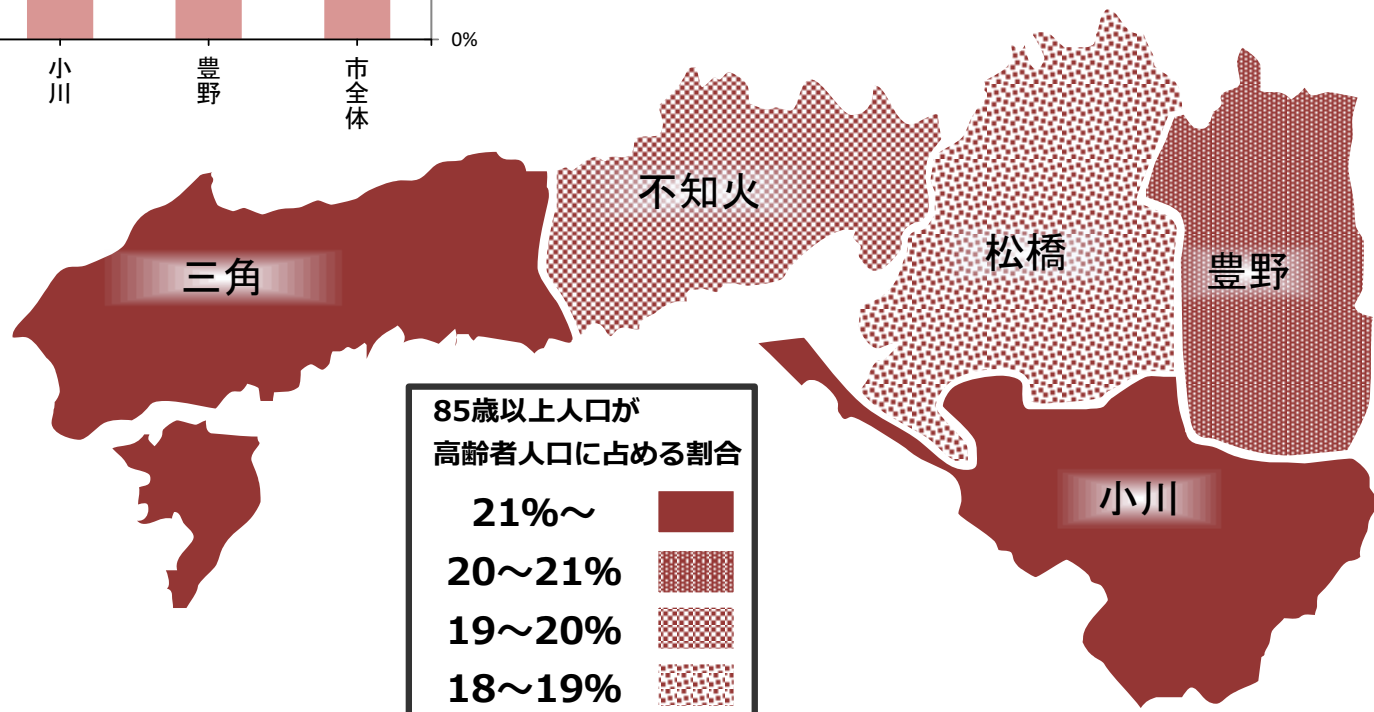 0%
小川
豊野
市全体
不知火
三角
松橋
豊野
小川
85歳以上人口が
高齢者人口に占める割合
21%～
20～21%
19～20%
18～19%